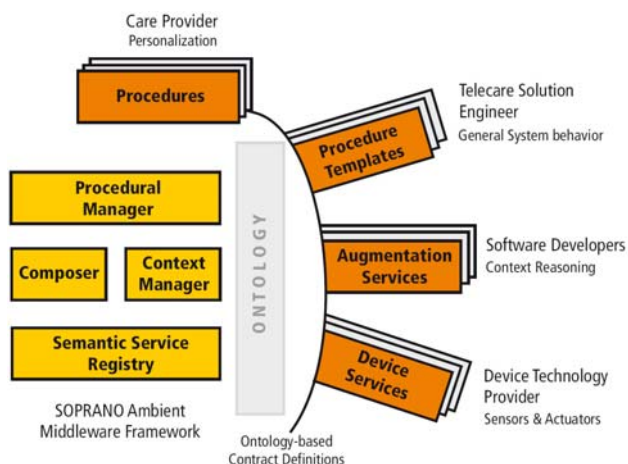 Care Provider
Personalization
Procedures
Telecare Solution
Engineer
General System behavior
Procedure
Templates
Procedural
Manager
ONTOLOGY
Software Developers
Context Reasoning
Augmentation
Services
Composer
Context
Manager
Semantic Service
Registry
Device
Services
Device Technology
Provider
Sensors & Actuators
SOPRANO Ambient
Middleware Framework
Ontology-based
Contract Definitions